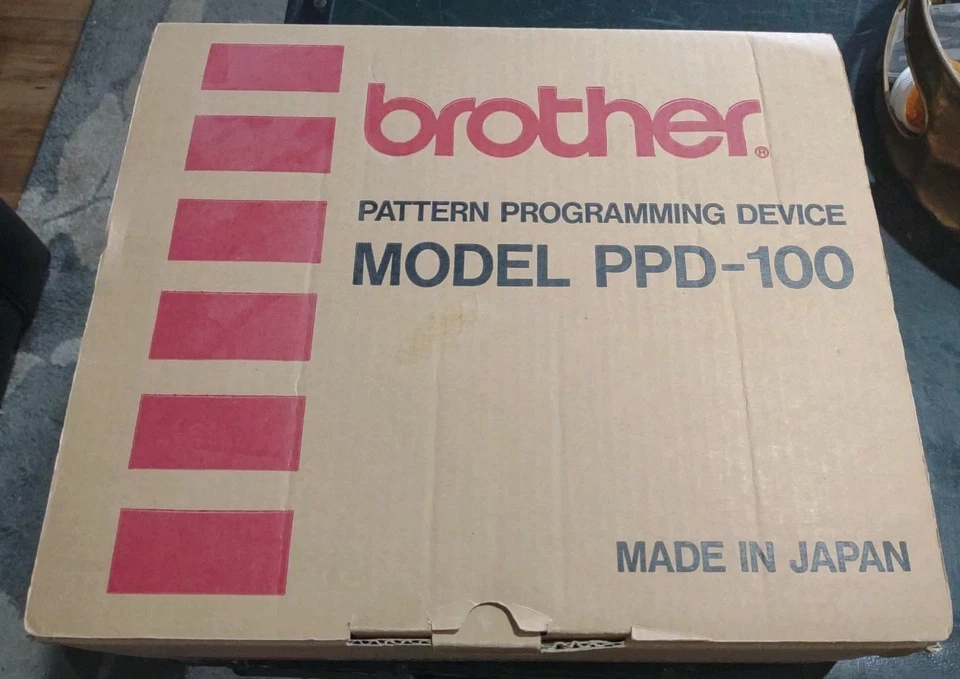 brother®
PATTERN PROGRAMMING DEVICE
MODEL PPD-100
MADE IN JAPAN